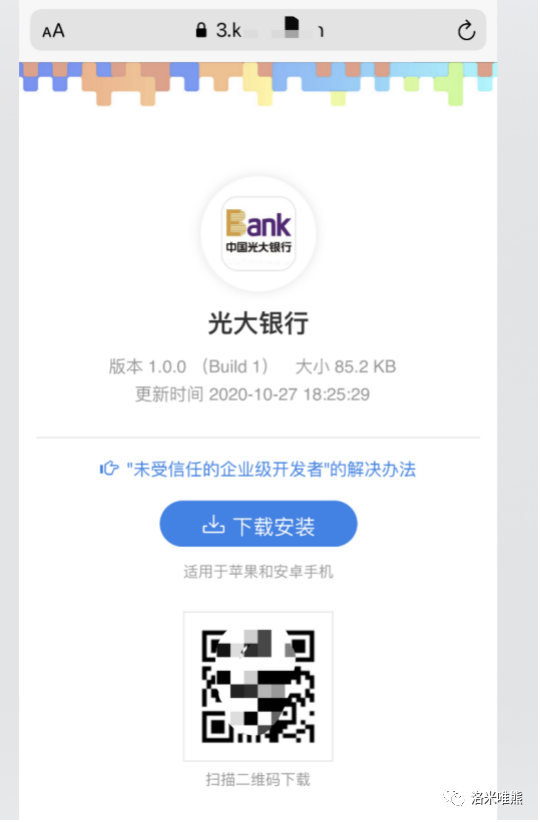 AA 3.k
Bank
中国光大银行
光大银行
版本 1.0.0 （Build 1） 大小 85.2 KB
更新时间 2020-10-27 18:25:29
"未受信任的企业级开发者"的解决办法
下载安装
适用于苹果和安卓手机
扫描二维码下载
洛米唯熊